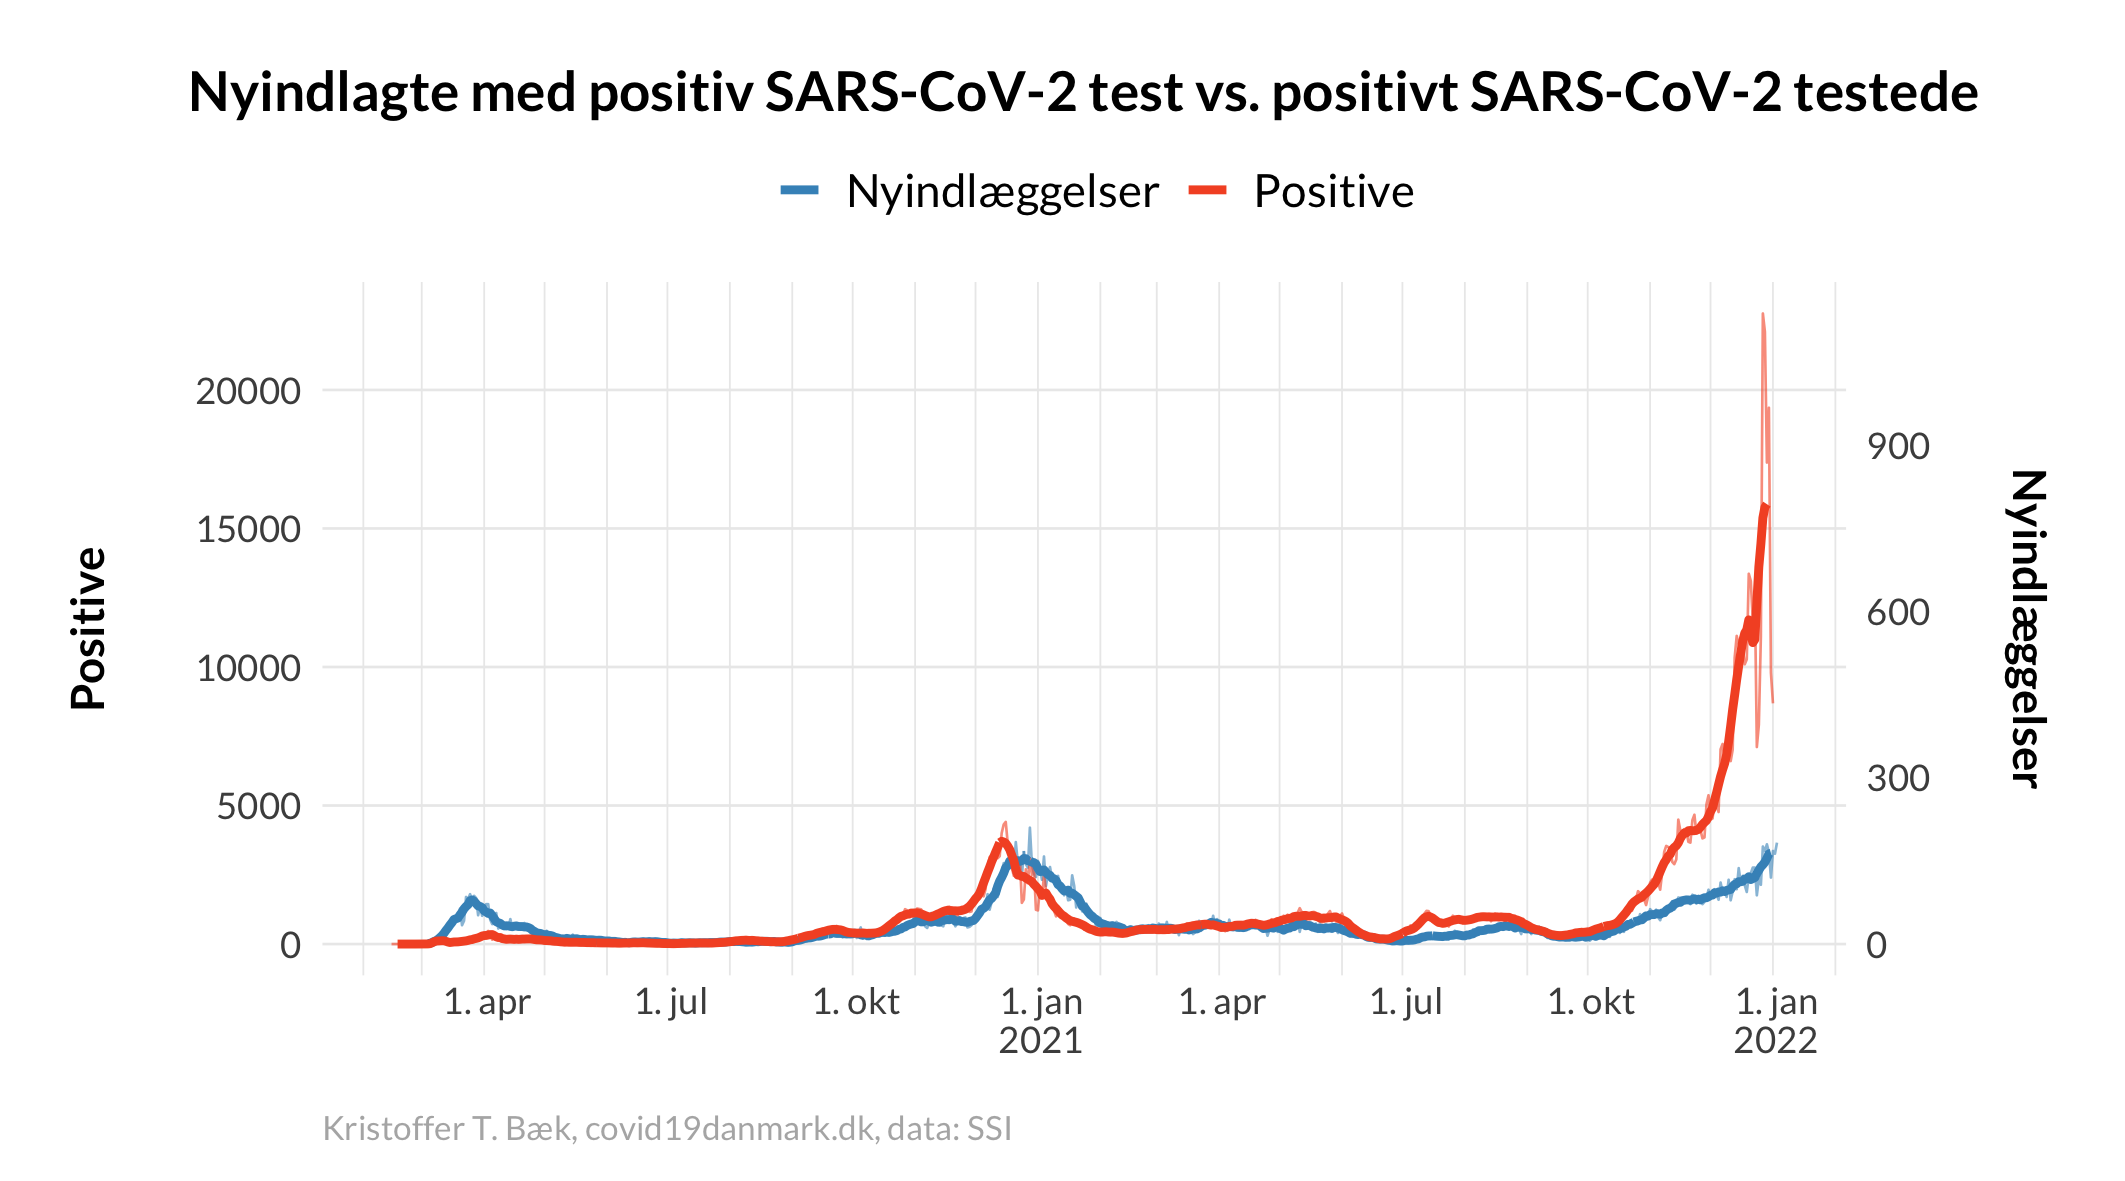 Nyindlagte med positiv SARS-CoV-2 test vs. positivt SARS-CoV-2 testede
Nyindlæggelser Positive
Positive
20000
15000
10000
5000
0
900
600
300
0
Nyindlæggelser
1. apr 1. jul 1. okt 1. jan 1. apr 1. jul 1. okt 1. jan
2021 2022
Kristoffer T. Bæk, covid19danmark.dk, data: SSI